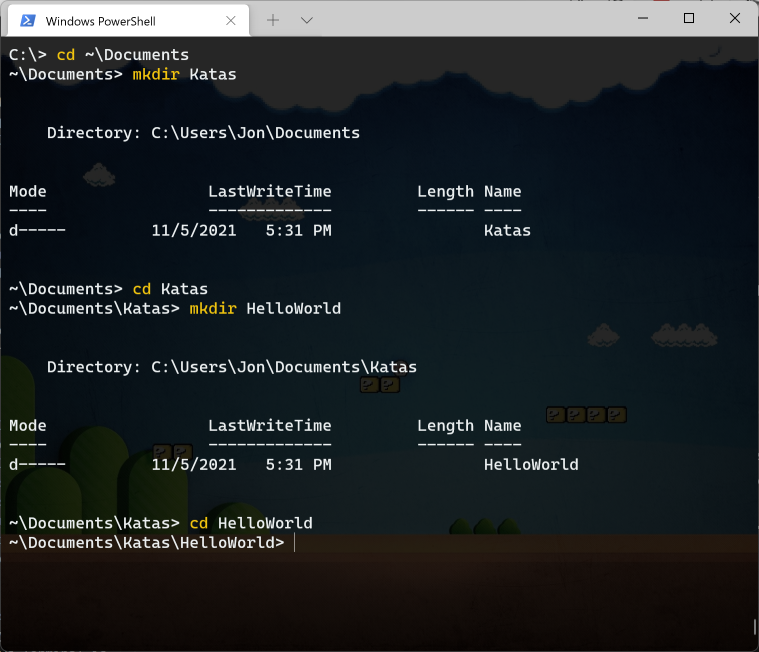 Windows PowerShell
C:\> cd ~\Documents
~\Documents> mkdir Katas
Directory: C:\Users\Jon\Documents
Mode LastWriteTime Length Name
---- ------------- ------ ----
d----- 11/5/2021 5:31 PM Katas
~\Documents> cd Katas
~\Documents\Katas> mkdir HelloWorld
Directory: C:\Users\Jon\Documents\Katas
Mode LastWriteTime Length Name
---- ------------- ------ ----
d----- 11/5/2021 5:31 PM HelloWorld
~\Documents\Katas> cd HelloWorld
~\Documents\Katas\HelloWorld>